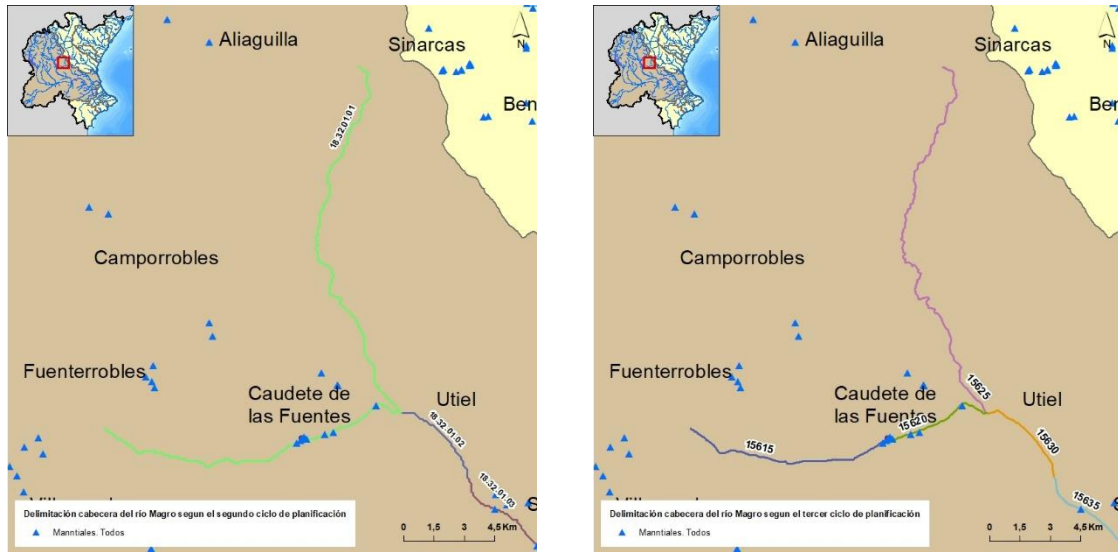 Aliaguilla
Sinarcas
N
Ben
18.32.01.01
Camporrobles
Fuenterrobles
Caudete de
las Fuentes
Utiel
18.32.01.02
18.32.01.03
S
Delimitación cabecera del río Magro segun el segundo ciclo de planificación
Manntiales. Todos
0 1,5 3 4,5 Km
Aliaguilla
Sinarcas
N
Ben
Camporrobles
Fuenterrobles
Caudete de
las Fuentes
15625
Utiel
15620
15615
15630
15635
S
Delimitación cabecera del río Magro segun el tercer ciclo de planificación
Manntiales. Todos
0 1,5 3 4,5 Km